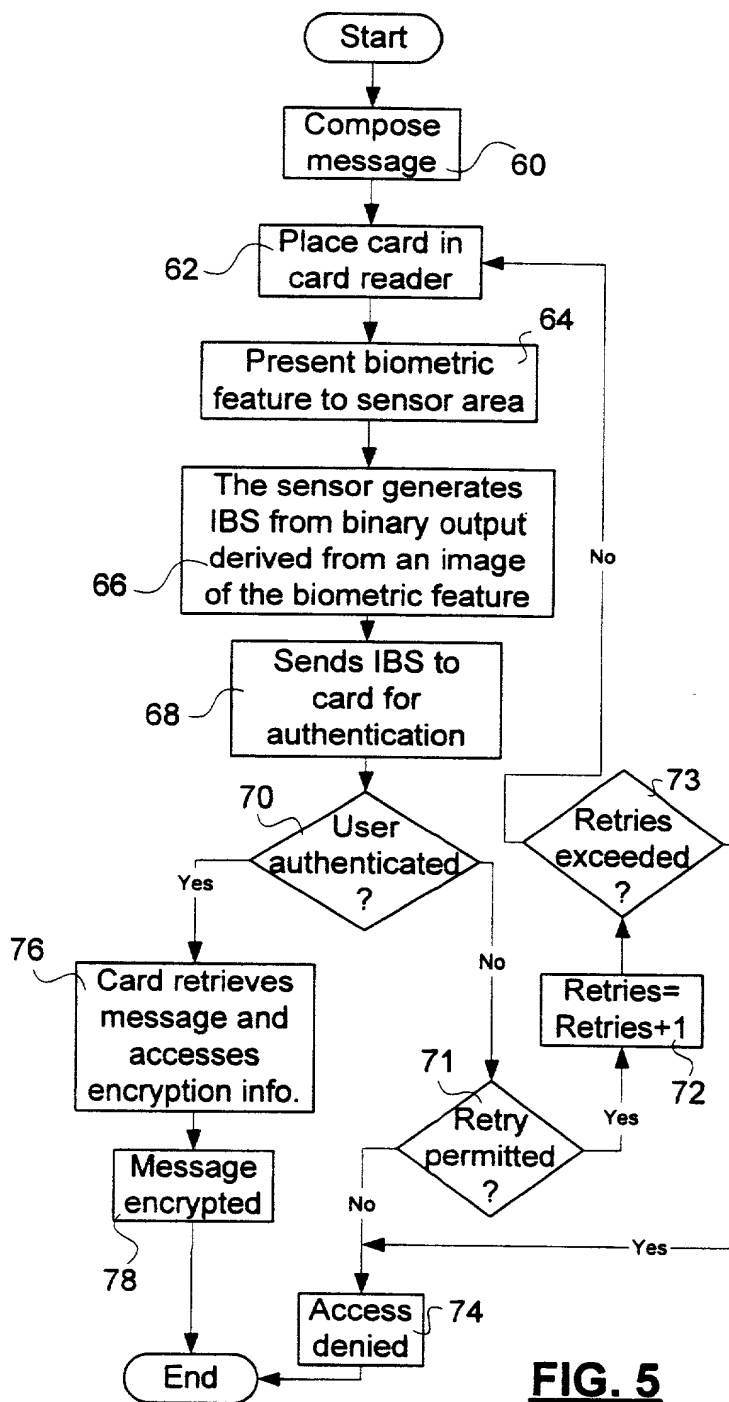 Start
Compose
message
60
Place card in
card reader
62
64
Present biometric
feature to sensor area
The sensor generates
IBS from binary output
derived from an image
of the biometric feature
66
No
Sends IBS to
card for
authentication
68
70
User
authenticated
?
73
Retries
exceeded
?
Yes
No
76
Card retrieves
message and
accesses
encryption info.
Retries=
Retries+1
72
71
Retry
permitted
?
Yes
No
Message
encrypted
78
Yes
Access
denied
74
End
FIG. 5